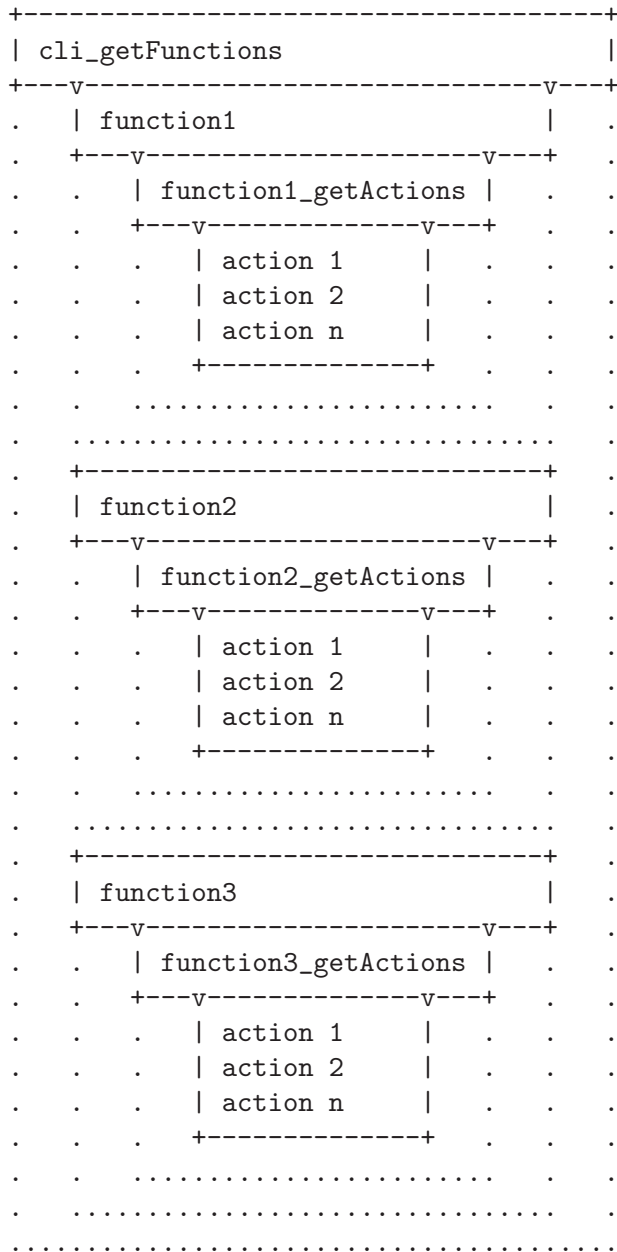 +---------------------------------------+
| cli_getFunctions                      |
+---v-------------------------------v---+
.   | function1                     |   .
.   +---v-----------------------v---+   .
.   .   | function1_getActions |   .   .
.   .   +---v---------------v---+   .   .
.   .   .   | action 1      |   .   .   .
.   .   .   | action 2      |   .   .   .
.   .   .   | action n      |   .   .   .
.   .   .   +---------------+   .   .   .
.   .   .........................   .   .
.   .................................   .
.   +-------------------------------+   .
.   | function2                     |   .
.   +---v-----------------------v---+   .
.   .   | function2_getActions |   .   .
.   .   +---v---------------v---+   .   .
.   .   .   | action 1      |   .   .   .
.   .   .   | action 2      |   .   .   .
.   .   .   | action n      |   .   .   .
.   .   .   +---------------+   .   .   .
.   .   .........................   .   .
.   .................................   .
.   +-------------------------------+   .
.   | function3                     |   .
.   +---v-----------------------v---+   .
.   .   | function3_getActions |   .   .
.   .   +---v---------------v---+   .   .
.   .   .   | action 1      |   .   .   .
.   .   .   | action 2      |   .   .   .
.   .   .   | action n      |   .   .   .
.   .   .   +---------------+   .   .   .
.   .   .........................   .   .
.   .................................   .
.........................................